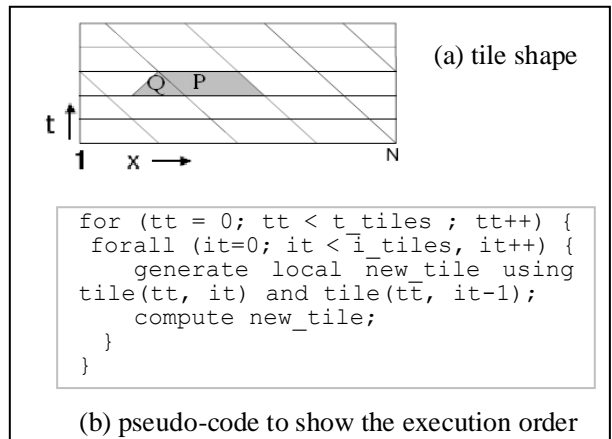 (a) tile shape
Q P
t
1 x N
for (tt = 0; tt < t_tiles ; tt++) {
forall (it=0; it < i_tiles, it++) {
generate local new_tile using
tile(tt, it) and tile(tt, it-1);
compute new_tile;
}
}
(b) pseudo-code to show the execution order